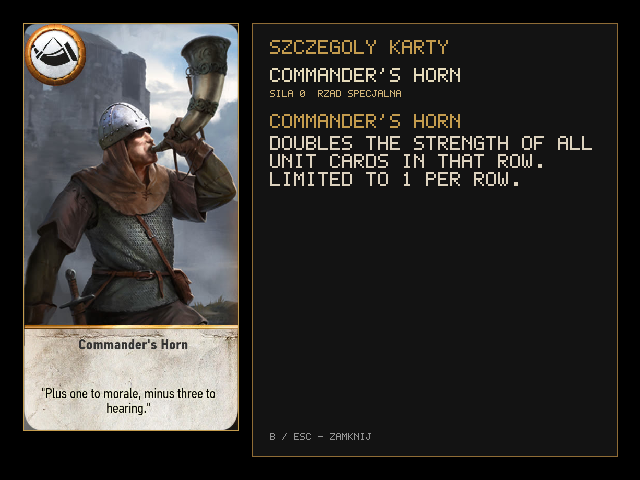 SZCZEGOLY KARTY
COMMANDER'S HORN
SILA 0 RZAD SPECJALNA
COMMANDER'S HORN
DOUBLES THE STRENGTH OF ALL
UNIT CARDS IN THAT ROW.
LIMITED TO 1 PER ROW.
Commander's Horn
"Plus one to morale, minus three to
hearing."
B / ESC - ZAMKNIJ